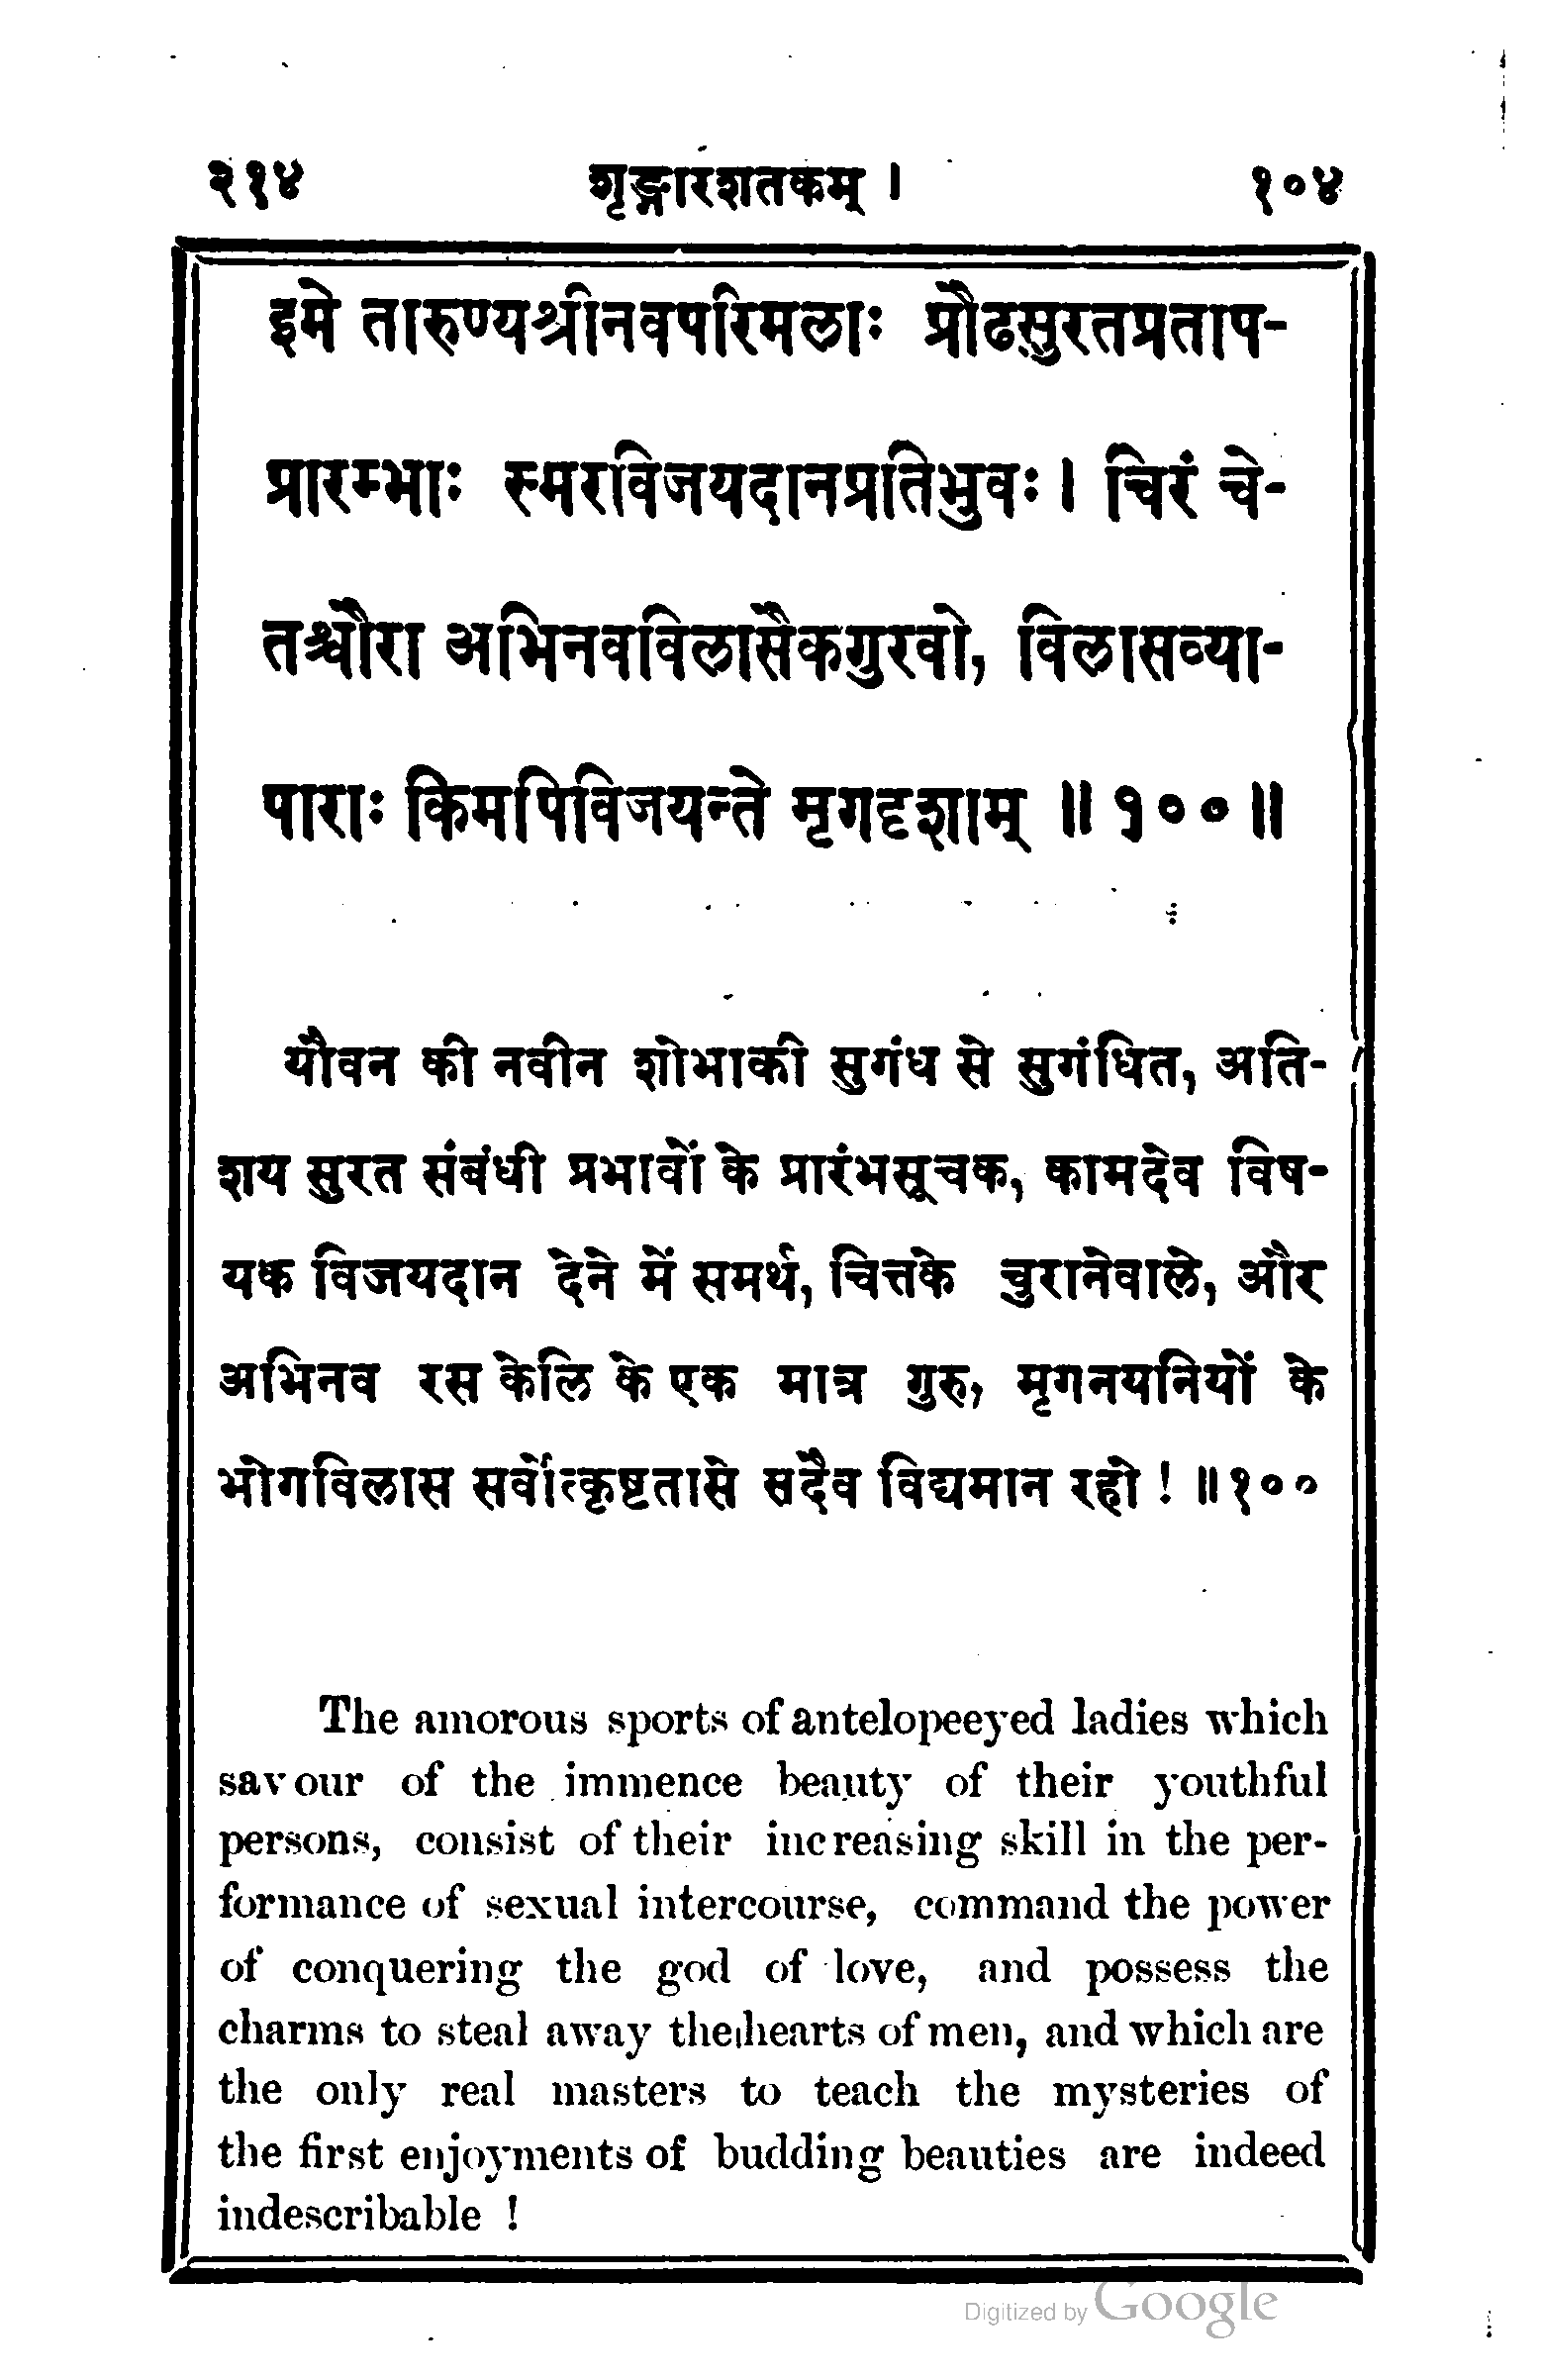 २१४ शृङ्गारशतकम् । १०४
इमे तारुण्यश्रीनवपरिमलाः प्रौढसुरतप्रताप-
प्रारम्भाः स्मरविजयदानप्रतिभुवः । चिरं चे-
तश्चौरा अभिनवविलासैकगुरवो, विलासव्या-
पाराः किमपिविजयन्ते मृगदृशाम् ॥ १०० ॥
यौवन की नवीन शोभाकी सुगंध से सुगंधित, अति-
शय सुरत संबंधी प्रभावों के प्रारंभसूचक, कामदेव विष-
यक विजयदान देने में समर्थ, चित्तके चुरानेवाले, और
अभिनव रस केलि के एक मात्र गुरु, मृगनयनियों के
भोगविलास सर्वोत्कृष्टतासे सदैव विद्यमान रहो ! ॥१००
The amorous sports of antelopeeyed ladies which
savour of the immence beauty of their youthful
persons, consist of their increasing skill in the per-
formance of sexual intercourse, command the power
of conquering the god of love, and possess the
charms to steal away the hearts of men, and which are
the only real masters to teach the mysteries of
the first enjoyments of budding beauties are indeed
indescribable !
Digitized by Google